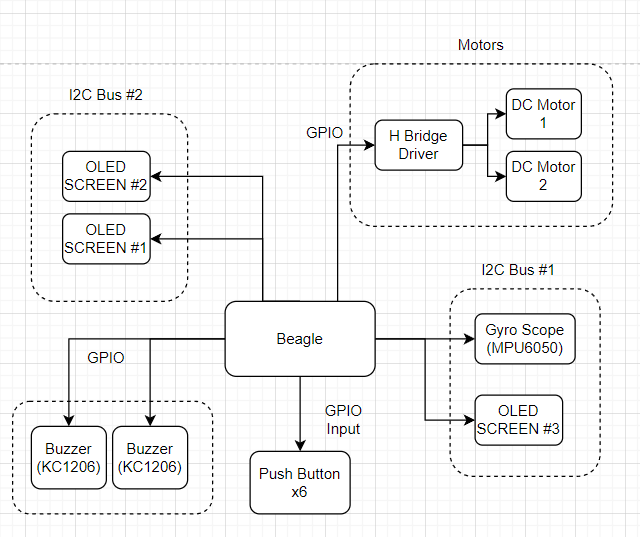 Motors
I2C Bus #2
GPIO
H Bridge
Driver
DC Motor
1
DC Motor
2
OLED
SCREEN #2
OLED
SCREEN #1
I2C Bus #1
Beagle
Gyro Scope
(MPU6050)
GPIO
OLED
SCREEN #3
GPIO
Input
Buzzer
(KC1206)
Buzzer
(KC1206)
Push Button
x6